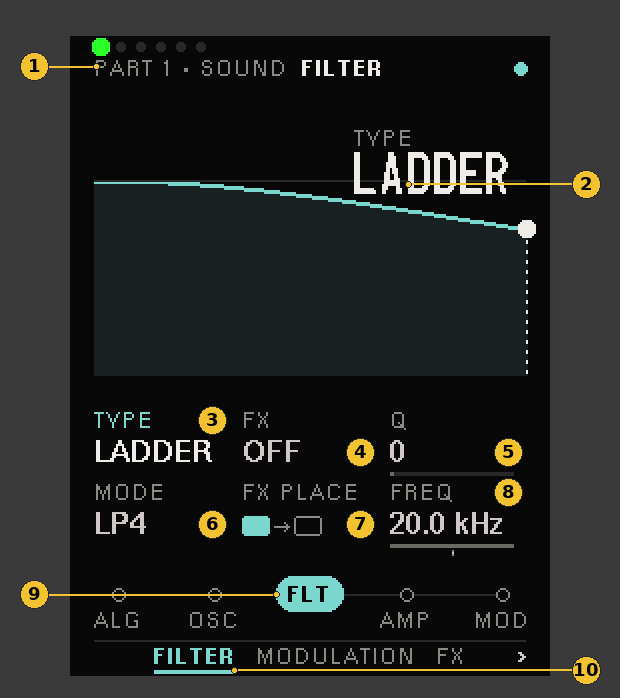 1 PART 1 · SOUND FILTER
TYPE
LADDER 2
TYPE 3 FX Q
LADDER OFF 4 0 5
MODE FX PLACE FREQ 8
LP4 6 → 7 20.0 kHz
9 FLT
ALG OSC AMP MOD
FILTER MODULATION FX >
10